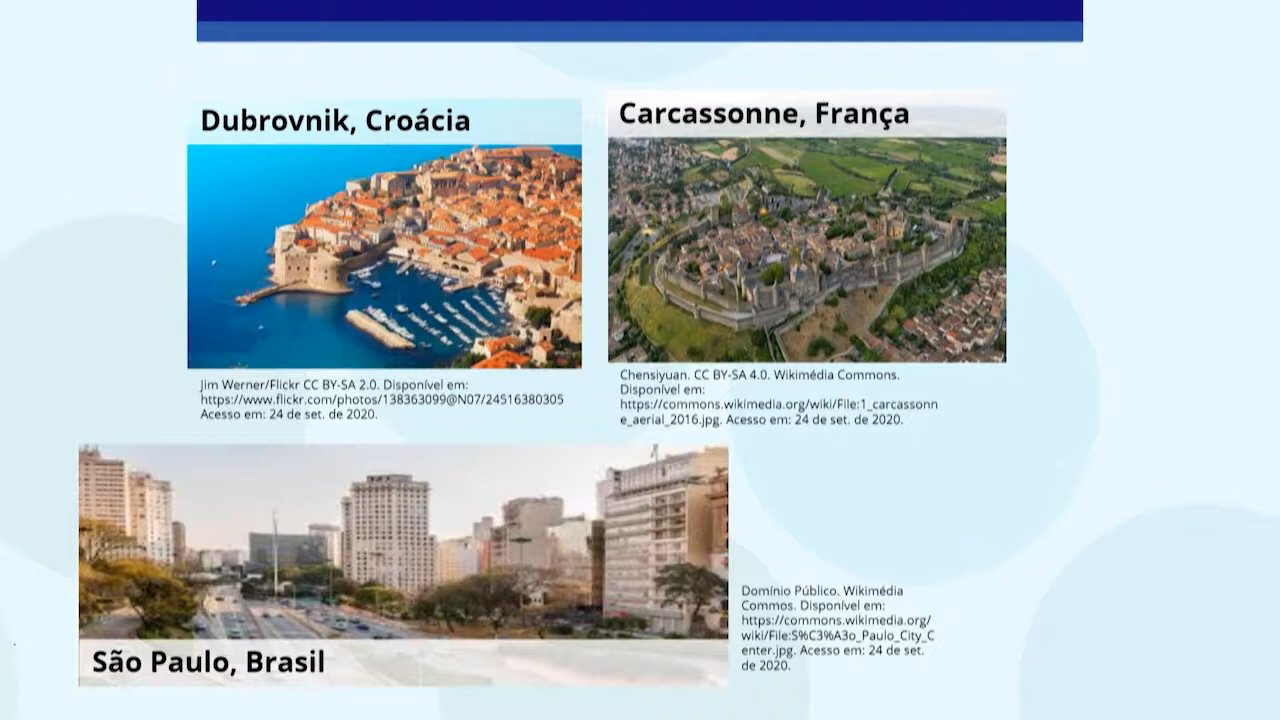 Dubrovnik, Croácia
Jim Werner/Flickr CC BY-SA 2.0. Disponível em:
https://www.flickr.com/photos/138363099@N07/24516380305
Acesso em: 24 de set. de 2020.
Carcassonne, França
Chensiyuan. CC BY-SA 4.0. Wikimédia Commons.
Disponível em:
https://commons.wikimedia.org/wiki/File:1_carcassonn
e_aerial_2016.jpg. Acesso em: 24 de set. de 2020.
São Paulo, Brasil
Domínio Público. Wikimédia
Commos. Disponível em:
https://commons.wikimedia.org/
wiki/File:S%C3%A3o_Paulo_City_C
enter.jpg. Acesso em: 24 de set.
de 2020.